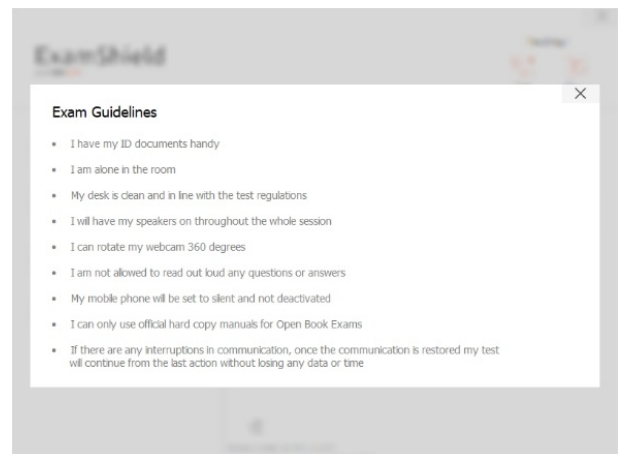 ExamShield
Exam Guidelines
• I have my ID documents handy
• I am alone in the room
• My desk is clean and in line with the test regulations
• I will have my speakers on throughout the whole session
• I can rotate my webcam 360 degrees
• I am not allowed to read out loud any questions or answers
• My mobile phone will be set to silent and not deactivated
• I can only use official hard copy manuals for Open Book Exams
• If there are any interruptions in communication, once the communication is restored my test
will continue from the last action without losing any data or time